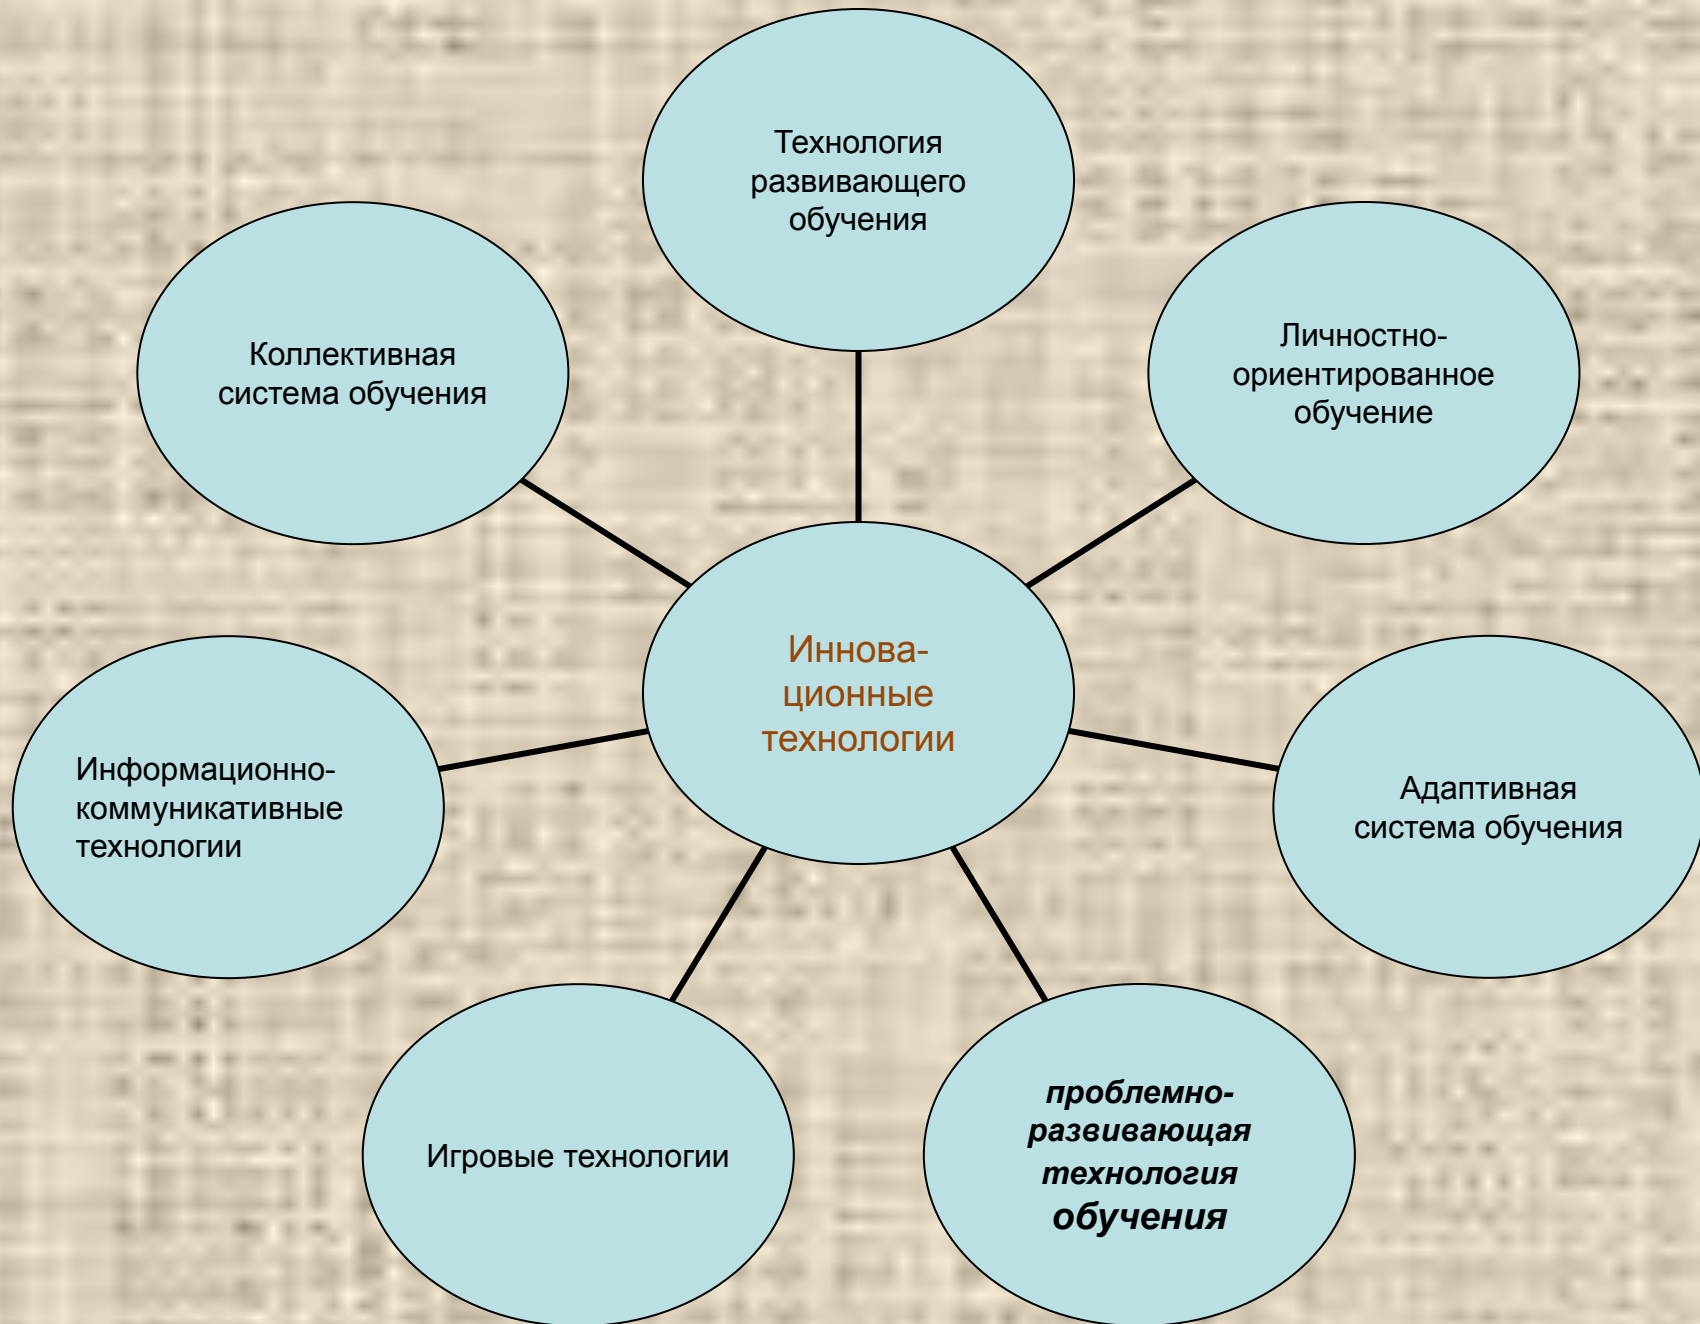 Технология
развивающего
обучения
Коллективная
система обучения
Личностно-
ориентированное
обучение
Иннова-
ционные
технологии
Информационно-
коммуникативные
технологии
Адаптивная
система обучения
Игровые технологии
проблемно-
развивающая
технология
обучения